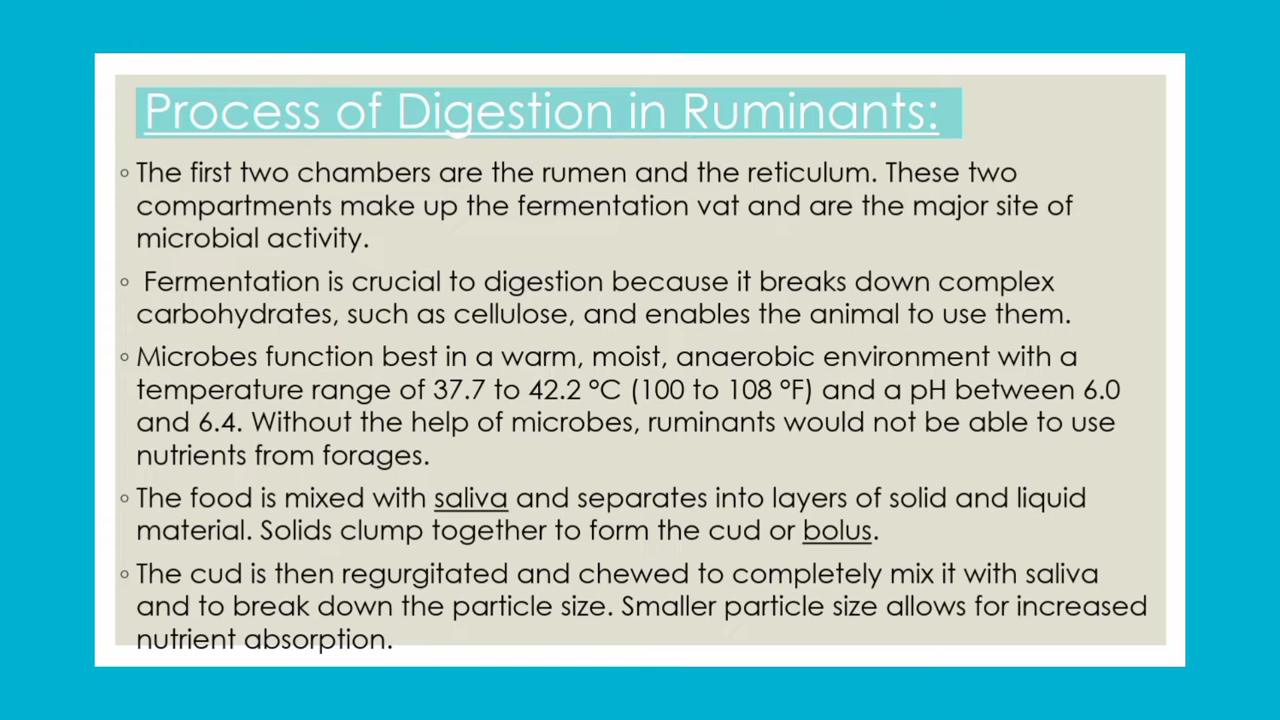 Process of Digestion in Ruminants:
◦ The first two chambers are the rumen and the reticulum. These two
compartments make up the fermentation vat and are the major site of
microbial activity.
◦ Fermentation is crucial to digestion because it breaks down complex
carbohydrates, such as cellulose, and enables the animal to use them.
◦ Microbes function best in a warm, moist, anaerobic environment with a
temperature range of 37.7 to 42.2 °C (100 to 108 °F) and a pH between 6.0
and 6.4. Without the help of microbes, ruminants would not be able to use
nutrients from forages.
◦ The food is mixed with saliva and separates into layers of solid and liquid
material. Solids clump together to form the cud or bolus.
◦ The cud is then regurgitated and chewed to completely mix it with saliva
and to break down the particle size. Smaller particle size allows for increased
nutrient absorption.